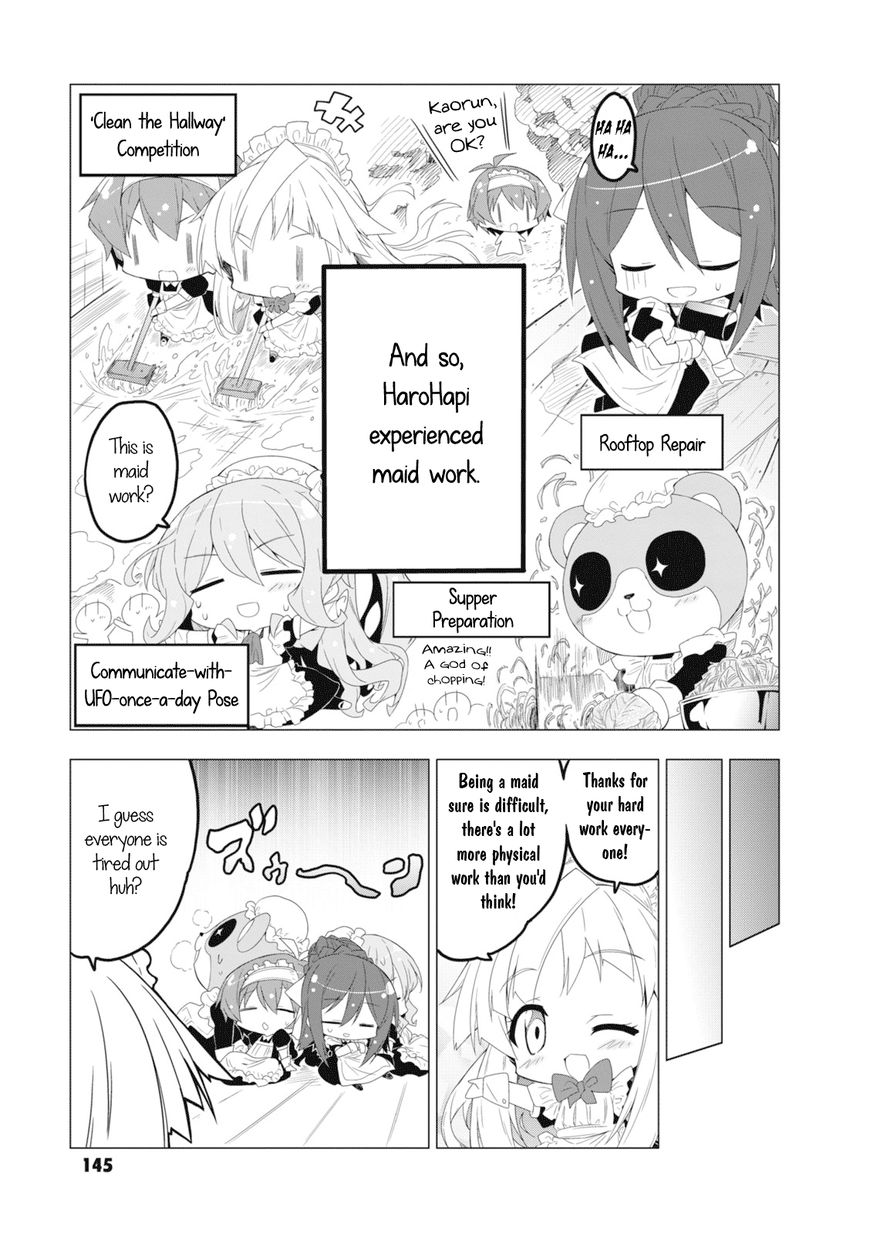 Kaorun,
are you
OK?
HA HA
HA...
'Clean the Hallway'
Competition
ギャ
And so,
HaroHapi
experienced
maid work.
Rooftop Repair
This is
maid
work?
Supper
Preparation
Amazing!!
A God of
chopping!
Communicate-with-
UFO-once-a-day Pose
Thanks for
your hard
work every-
one!
Being a maid
sure is difficult,
there's a lot
more physical
work than you'd
think!
I guess
everyone is
tired out
huh?
ズゥーン
145